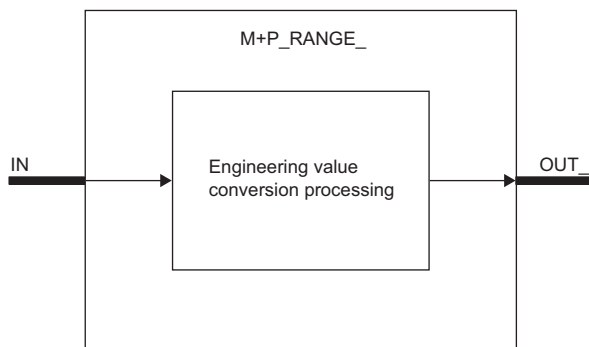 M+P_RANGE_
IN
Engineering value
conversion processing
OUT_